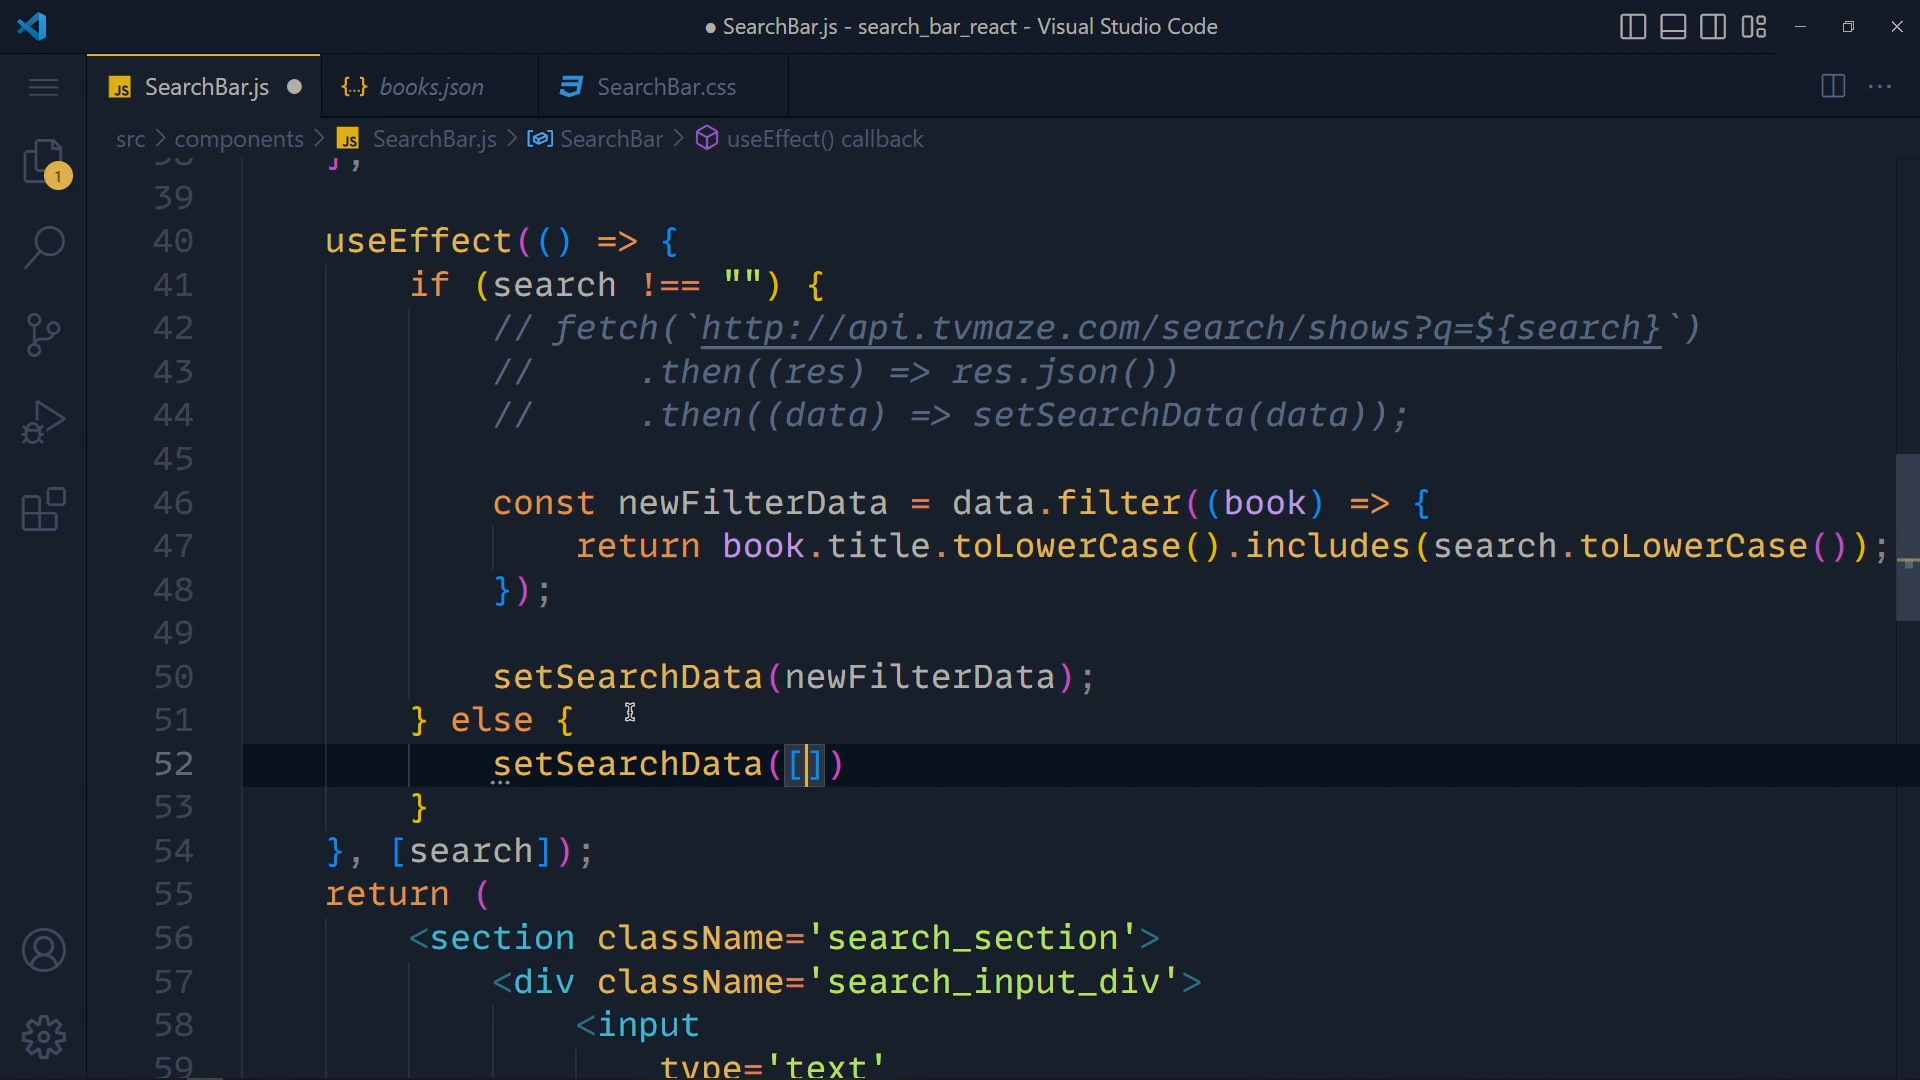 ● SearchBar.js - search_bar_react - Visual Studio Code
JS SearchBar.js ●
{..} books.json
SearchBar.css
src > components > JS SearchBar.js > SearchBar > useEffect() callback
1
38 };
39
40 useEffect(() => {
41 if (search !== "") {
42 // fetch(`http://api.tvmaze.com/search/shows?q=${search}`)
43 // .then((res) => res.json())
44 // .then((data) => setSearchData(data));
45
46 const newFilterData = data.filter((book) => {
47 return book.title.toLowerCase().includes(search.toLowerCase());
48 });
49
50 setSearchData(newFilterData);
51 } else {
52 setSearchData([])
53 }
54 }, [search]);
55 return (
56 <section className='search_section'>
57 <div className='search_input_div'>
58 <input
59 type='text'